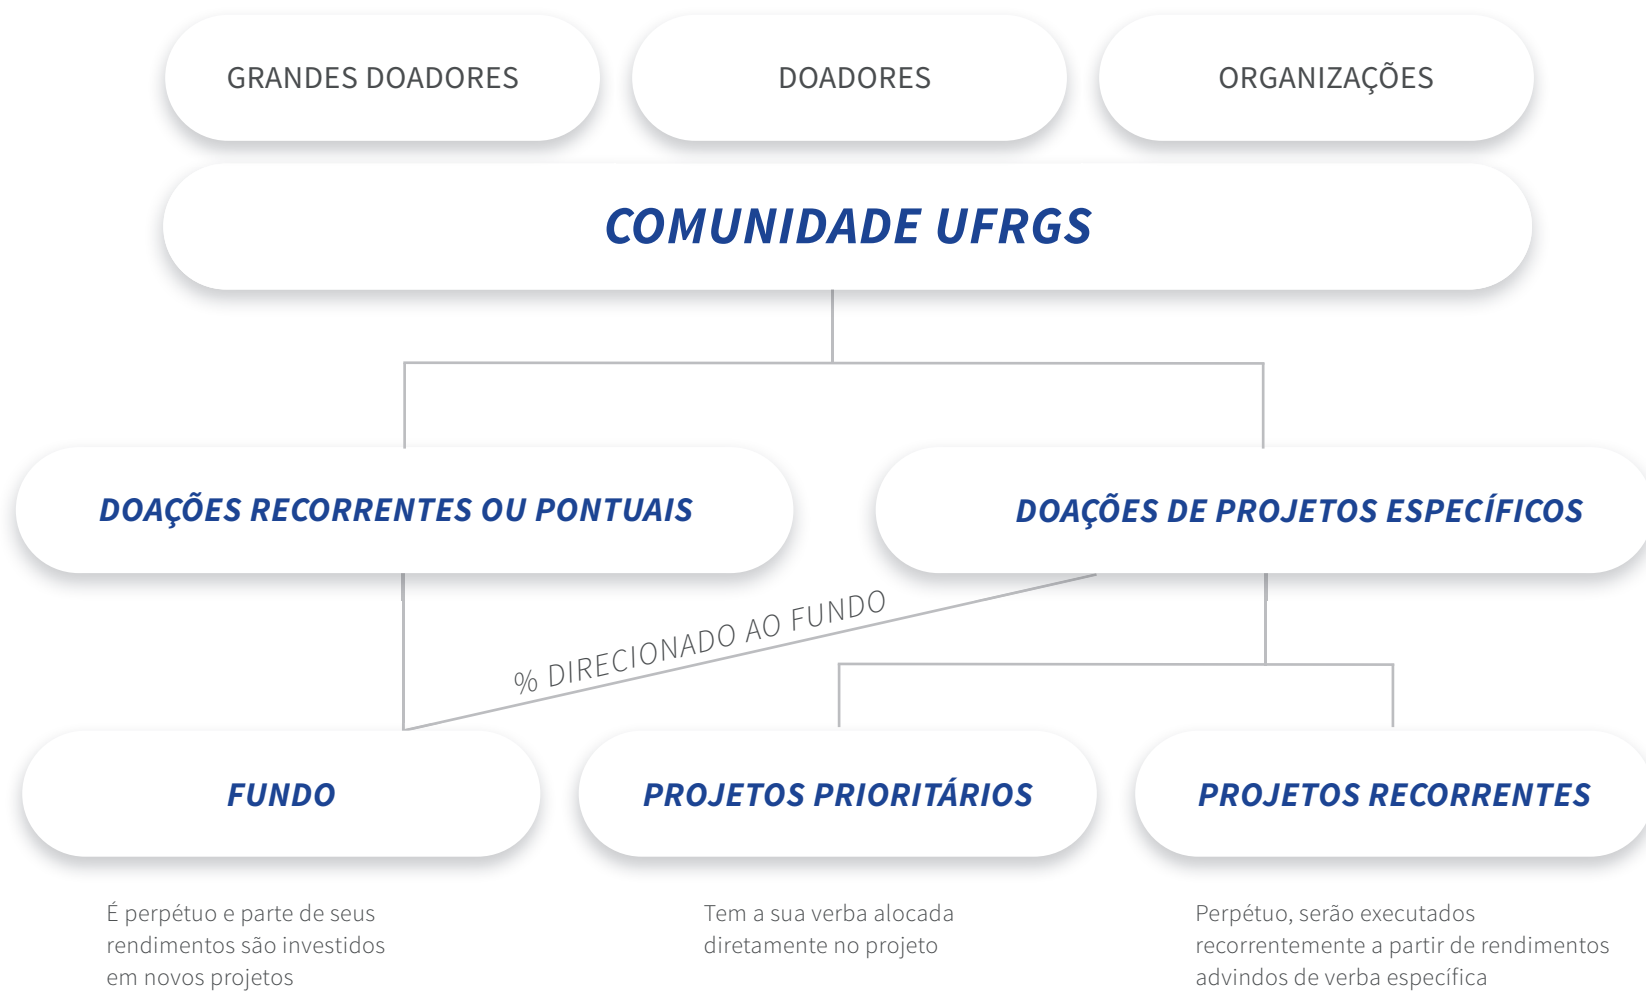 GRANDES DOADORES
DOADORES
ORGANIZAÇÕES
COMUNIDADE UFRGS
DOAÇÕES RECORRENTES OU PONTUAIS
DOAÇÕES DE PROJETOS ESPECÍFICOS
% DIRECIONADO AO FUNDO
FUNDO
PROJETOS PRIORITÁRIOS
PROJETOS RECORRENTES
É perpétuo e parte de seus
rendimentos são investidos
em novos projetos
Tem a sua verba alocada
diretamente no projeto
Perpétuo, serão executados
recorrentemente a partir de rendimentos
advindos de verba específica